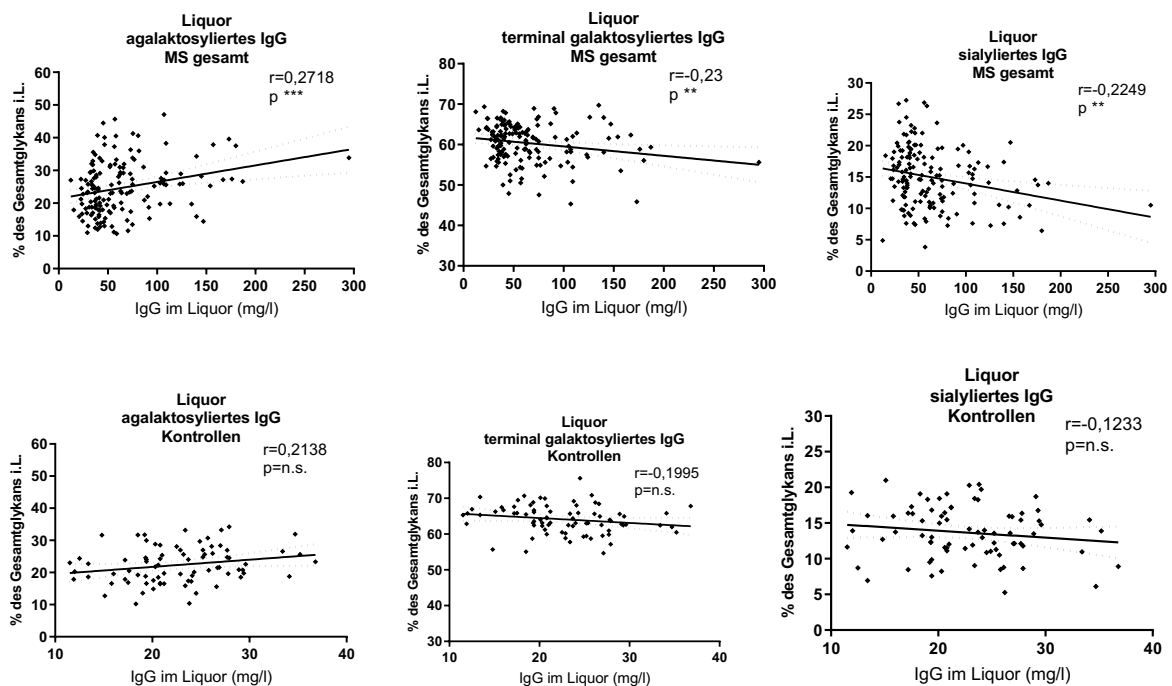 Liquor
agalaktosyliertes IgG
MS gesamt
r=0,2718
p ***
% des Gesamtglykans i.L.
60
50
40
30
20
10
0
0 50 100 150 200 250 300
IgG im Liquor (mg/l)
Liquor
terminal galaktosyliertes IgG
MS gesamt
r=-0,23
p **
% des Gesamtglykans i.L.
80
70
60
50
40
30
0 50 100 150 200 250 300
IgG im Liquor (mg/l)
Liquor
sialyliertes IgG
MS gesamt
r=-0,2249
p **
% des Gesamtglykans i.L.
30
25
20
15
10
5
0
0 50 100 150 200 250 300
IgG im Liquor (mg/l)
Liquor
agalaktosyliertes IgG
Kontrollen
r=0,2138
p=n.s.
% des Gesamtglykans i.L.
60
50
40
30
20
10
0
10 20 30 40
IgG im Liquor (mg/l)
Liquor
terminal galaktosyliertes IgG
Kontrollen
r=-0,1995
p=n.s.
% des Gesamtglykans i.L.
80
70
60
50
40
30
10 20 30 40
IgG im Liquor (mg/l)
Liquor
sialyliertes IgG
Kontrollen
r=-0,1233
p=n.s.
% des Gesamtglykans i.L.
30
25
20
15
10
5
0
10 20 30 40
IgG im Liquor (mg/l)